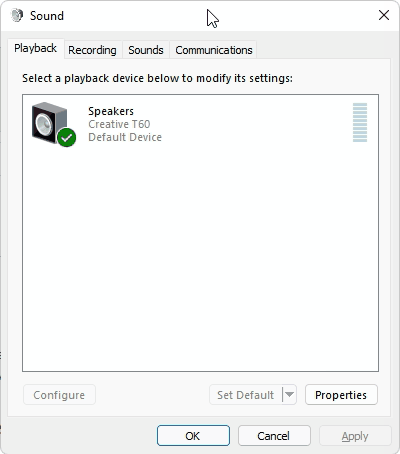 Sound
Playback Recording Sounds Communications
Select a playback device below to modify its settings:
Speakers
Creative T60
Default Device
Configure Set Default Properties
OK Cancel Apply